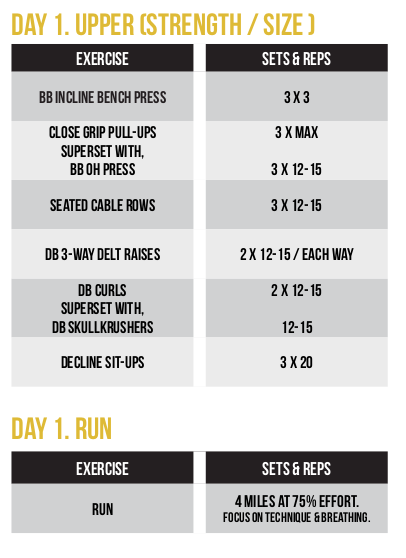 DAY 1. UPPER (STRENGTH / SIZE )
EXERCISE
SETS & REPS
BB INCLINE BENCH PRESS
3 X 3
CLOSE GRIP PULL-UPS
SUPERSET WITH,
BB OH PRESS
3 X MAX
3 X 12-15
SEATED CABLE ROWS
3 X 12-15
DB 3-WAY DELT RAISES
2 X 12-15 / EACH WAY
DB CURLS
SUPERSET WITH,
DB SKULLKRUSHERS
2 X 12-15
12-15
DECLINE SIT-UPS
3 X 20
DAY 1. RUN
EXERCISE
SETS & REPS
RUN
4 MILES AT 75% EFFORT.
FOCUS ON TECHNIQUE & BREATHING.